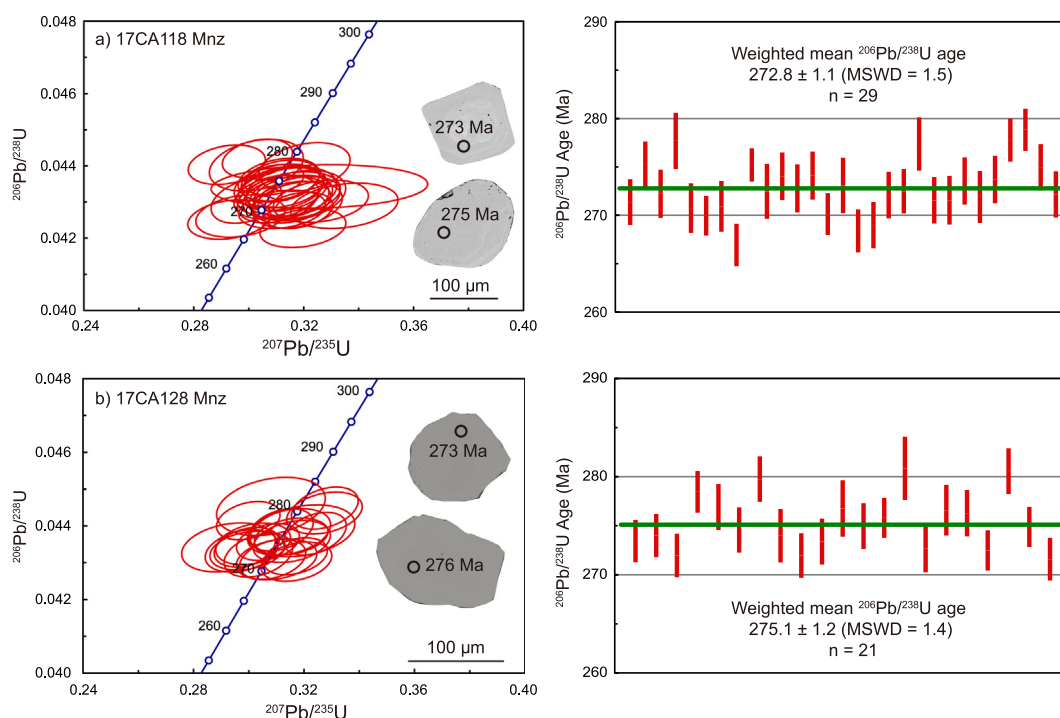 a) 17CA118 Mnz
0.048
0.046
0.044
0.042
0.040
206Pb/238U
300
290
280
270
260
273 Ma
275 Ma
100 µm
0.24
0.28
0.32
0.36
0.40
207Pb/235U
290
280
270
260
206Pb/238U Age (Ma)
Weighted mean 206Pb/238U age
272.8 ± 1.1 (MSWD = 1.5)
n = 29
b) 17CA128 Mnz
0.048
0.046
0.044
0.042
0.040
206Pb/238U
300
290
280
270
260
273 Ma
276 Ma
100 µm
0.24
0.28
0.32
0.36
0.40
207Pb/235U
290
280
270
260
206Pb/238U Age (Ma)
Weighted mean 206Pb/238U age
275.1 ± 1.2 (MSWD = 1.4)
n = 21